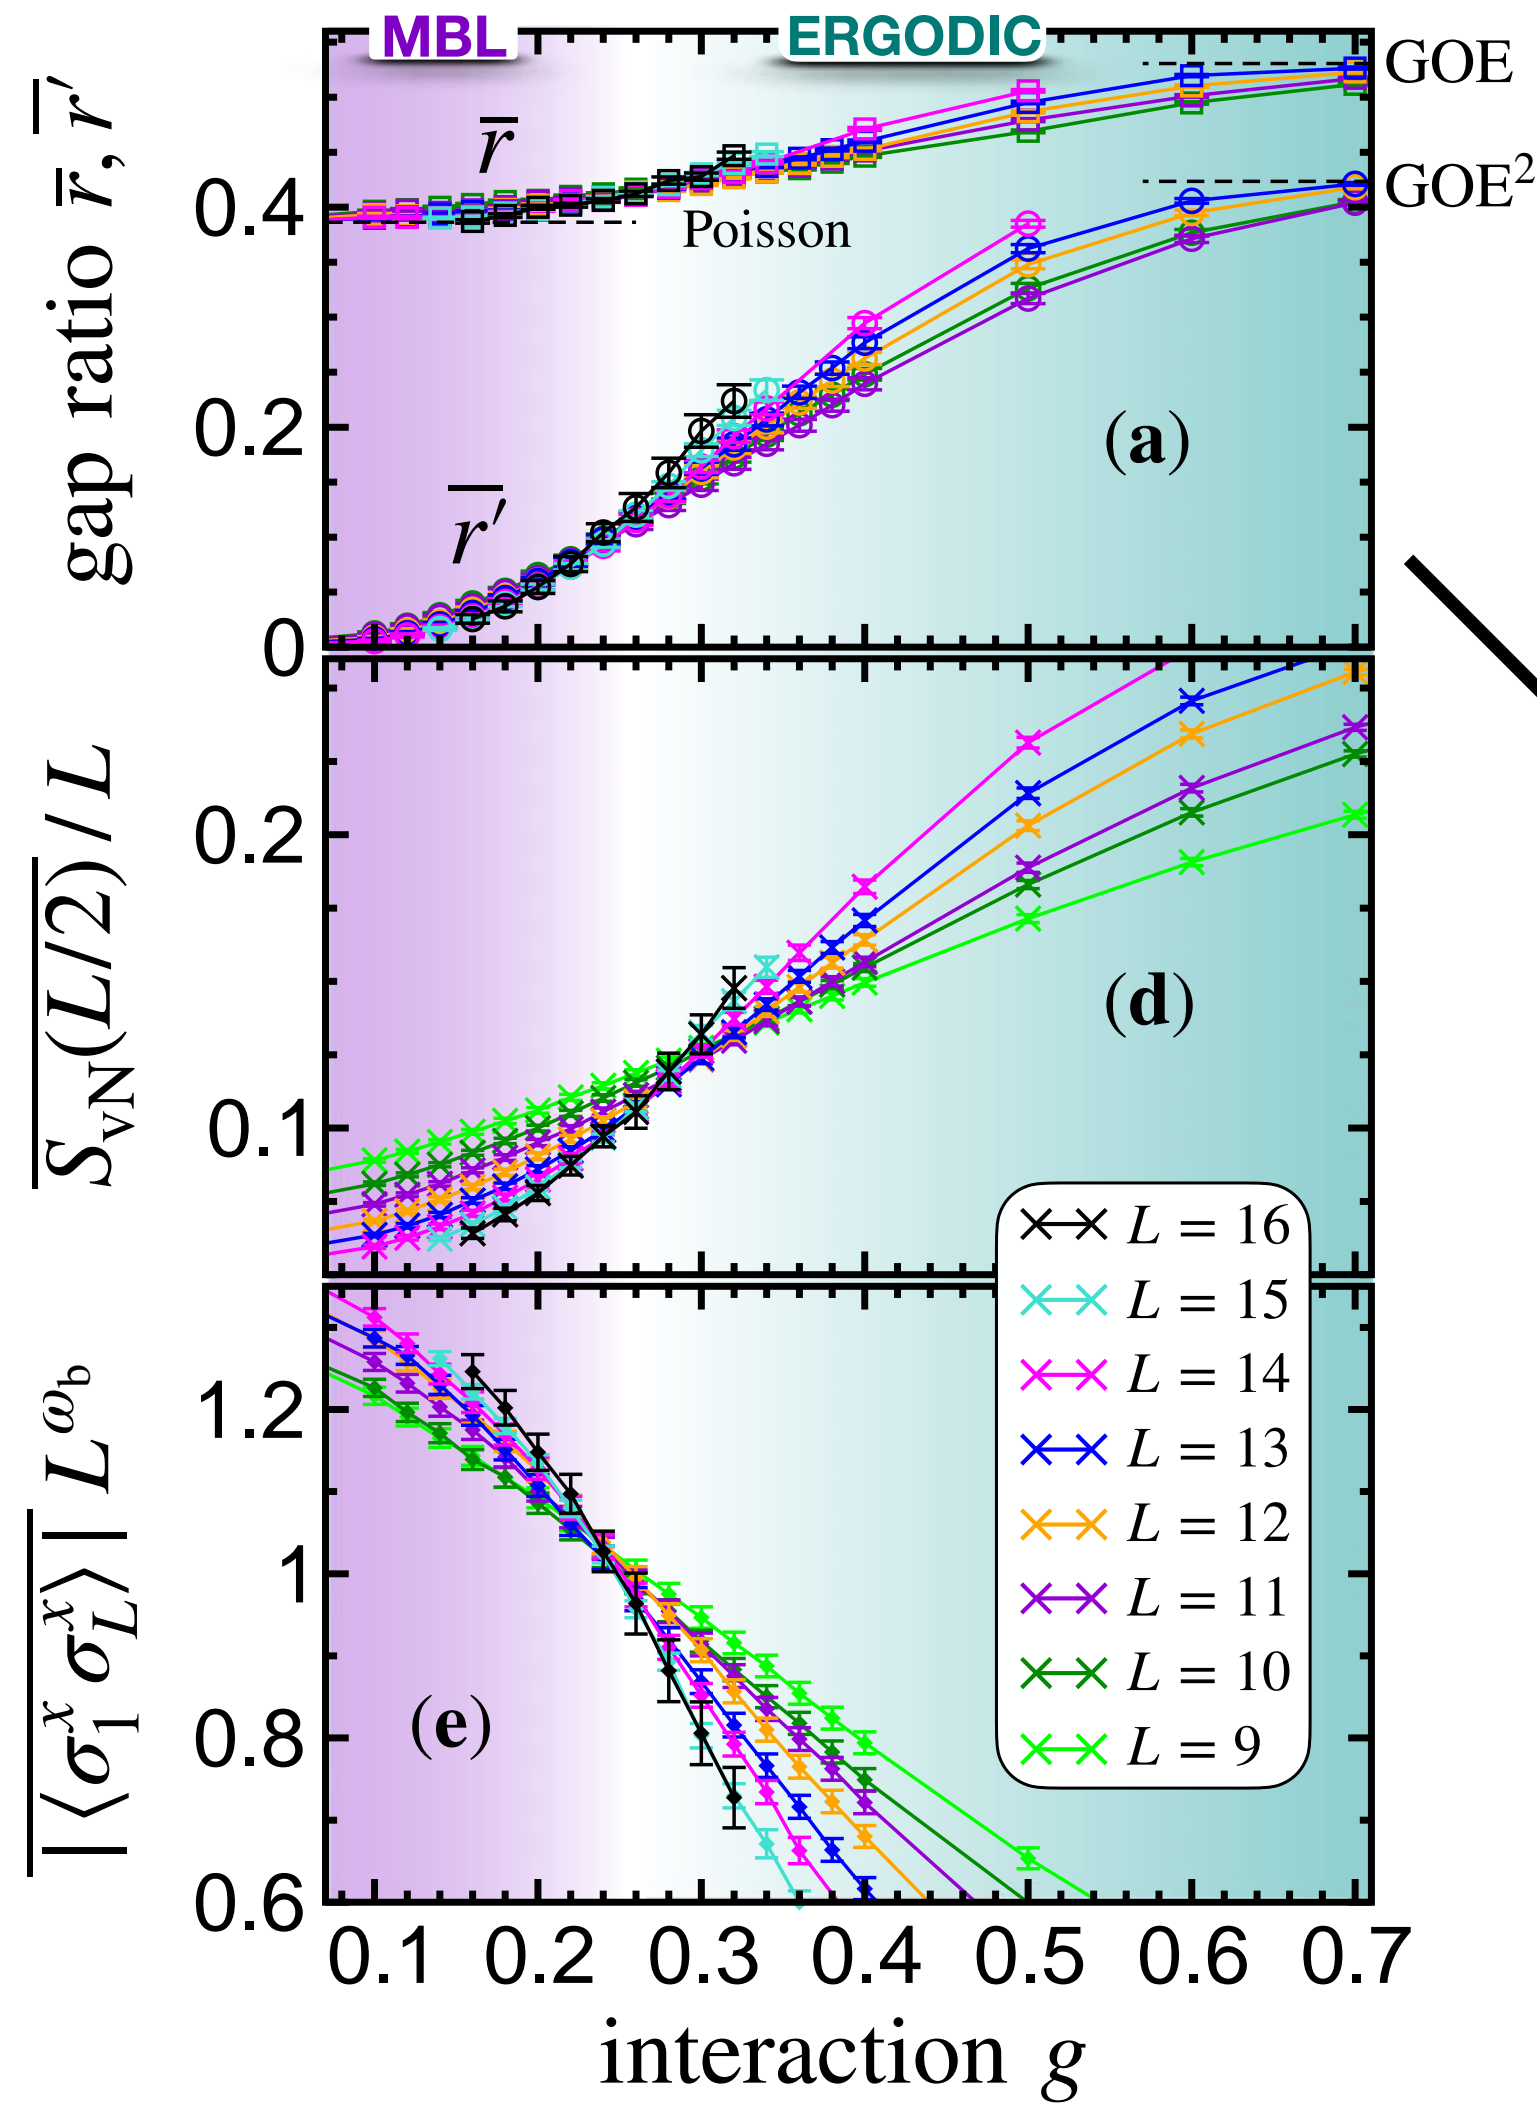 MBL
ERGODIC
gap ratio r̅, r′̅
GOE
r̅
0.4
GOE²
Poisson
0.2
(a)
r′̅
0
S_vN(L/2) / L
0.2
(d)
0.1
L = 16
L = 15
L = 14
L = 13
L = 12
L = 11
L = 10
L = 9
|⟨σ₁ˣ σ_Lˣ⟩| L^ω_b
1.2
1
0.8
(e)
0.6
0.1 0.2 0.3 0.4 0.5 0.6 0.7
interaction g